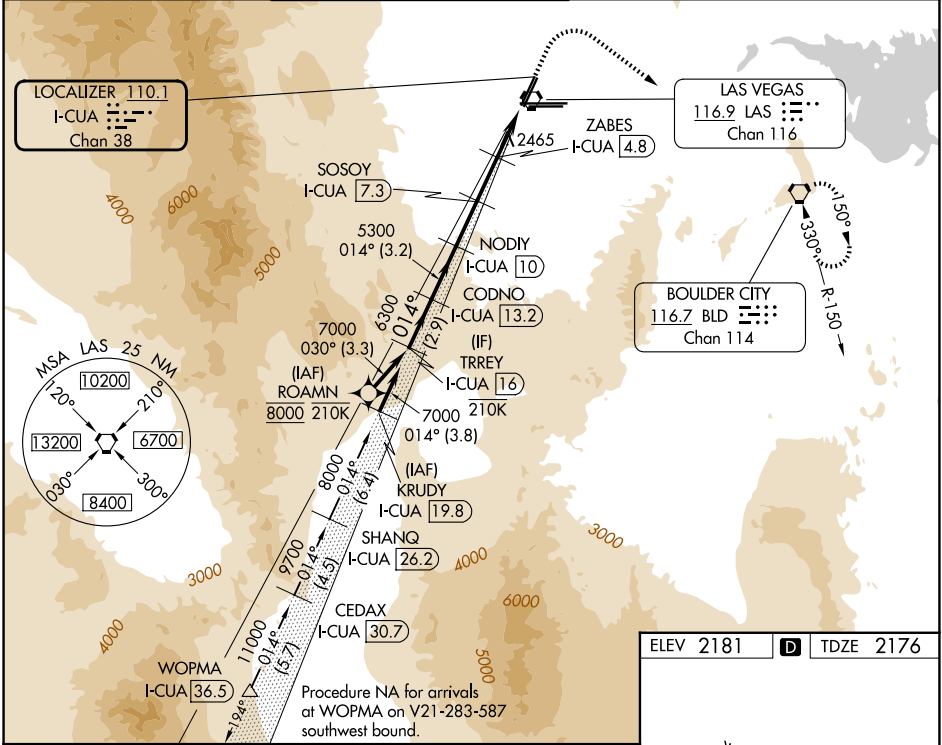 LOCALIZER 110.1
I-CUA
Chan 38
LAS VEGAS
116.9 LAS
Chan 116
2465
ZABES
I-CUA 4.8
SOSOY
I-CUA 7.3
4000
6000
5000
5300
014° (3.2)
NODIY
I-CUA 10
150°
330°
R-150
BOULDER CITY
116.7 BLD
Chan 114
6300
014°
(2.9)
CODNO
I-CUA 13.2
7000
030° (3.3)
(IF)
TRREY
I-CUA 16
210K
(IAF)
ROAMN
8000 210K
7000
014° (3.8)
MSA LAS 25 NM
120°
10200
210°
13200
6700
030°
300°
8400
8000
014°
(6.4)
(IAF)
KRUDY
I-CUA 19.8
SHANQ
I-CUA 26.2
9700
014°
(4.5)
3000
4000
3000
6000
5000
4000
CEDAX
I-CUA 30.7
11000
014°
(5.7)
WOPMA
I-CUA 36.5
194°
Procedure NA for arrivals
at WOPMA on V21-283-587
southwest bound.
ELEV 2181 D TDZE 2176